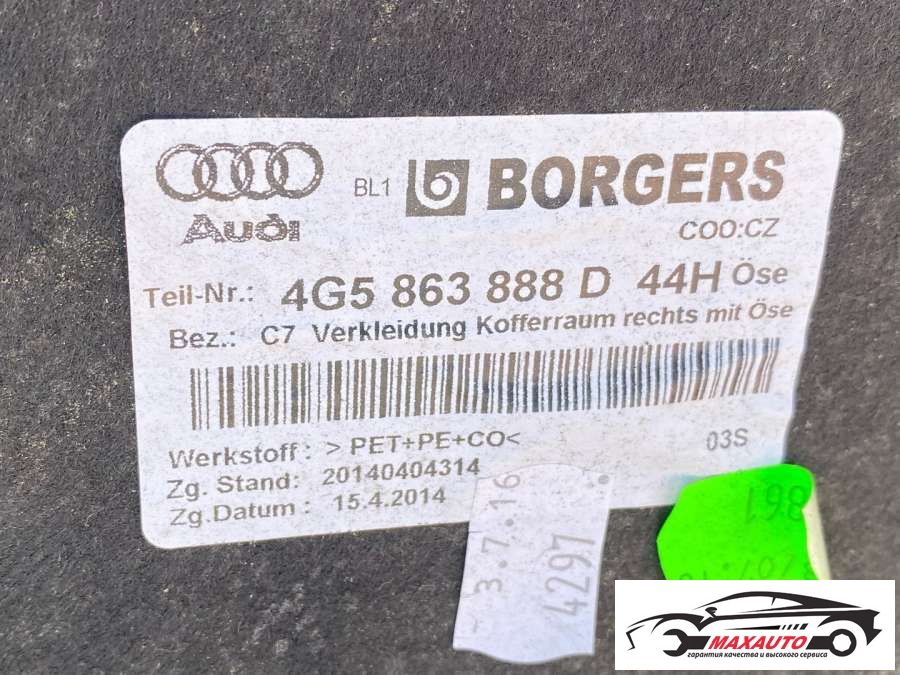 Audi
BL1 BORGERS
COO:CZ
Teil-Nr.: 4G5 863 888 D 44H Öse
Bez.: C7 Verkleidung Kofferraum rechts mit Öse
Werkstoff: > PET+PE+CO<
03S
Zg. Stand: 20140404314
Zg.Datum : 15.4.2014
3.7.16
4297
861
MAXAUTO
гарантия качества и высокого сервиса